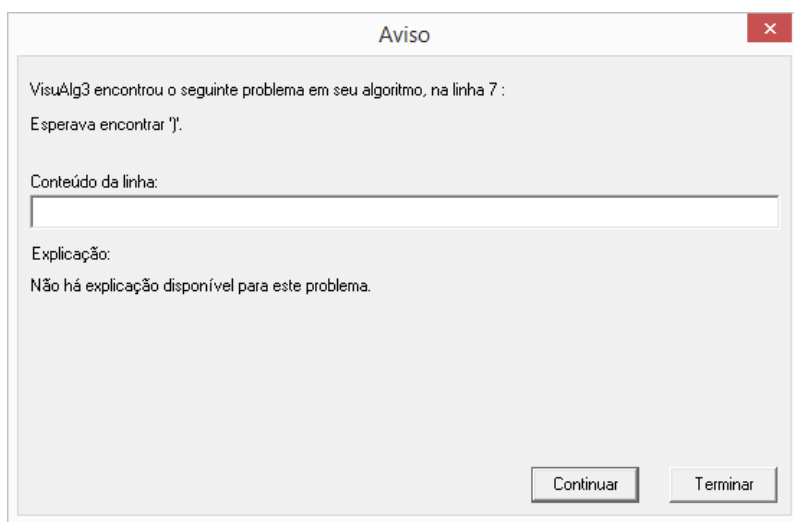 Aviso
VisuAlg3 encontrou o seguinte problema em seu algoritmo, na linha 7 :
Esperava encontrar ')'.
Conteúdo da linha:
Explicação:
Não há explicação disponível para este problema.
Continuar
Terminar